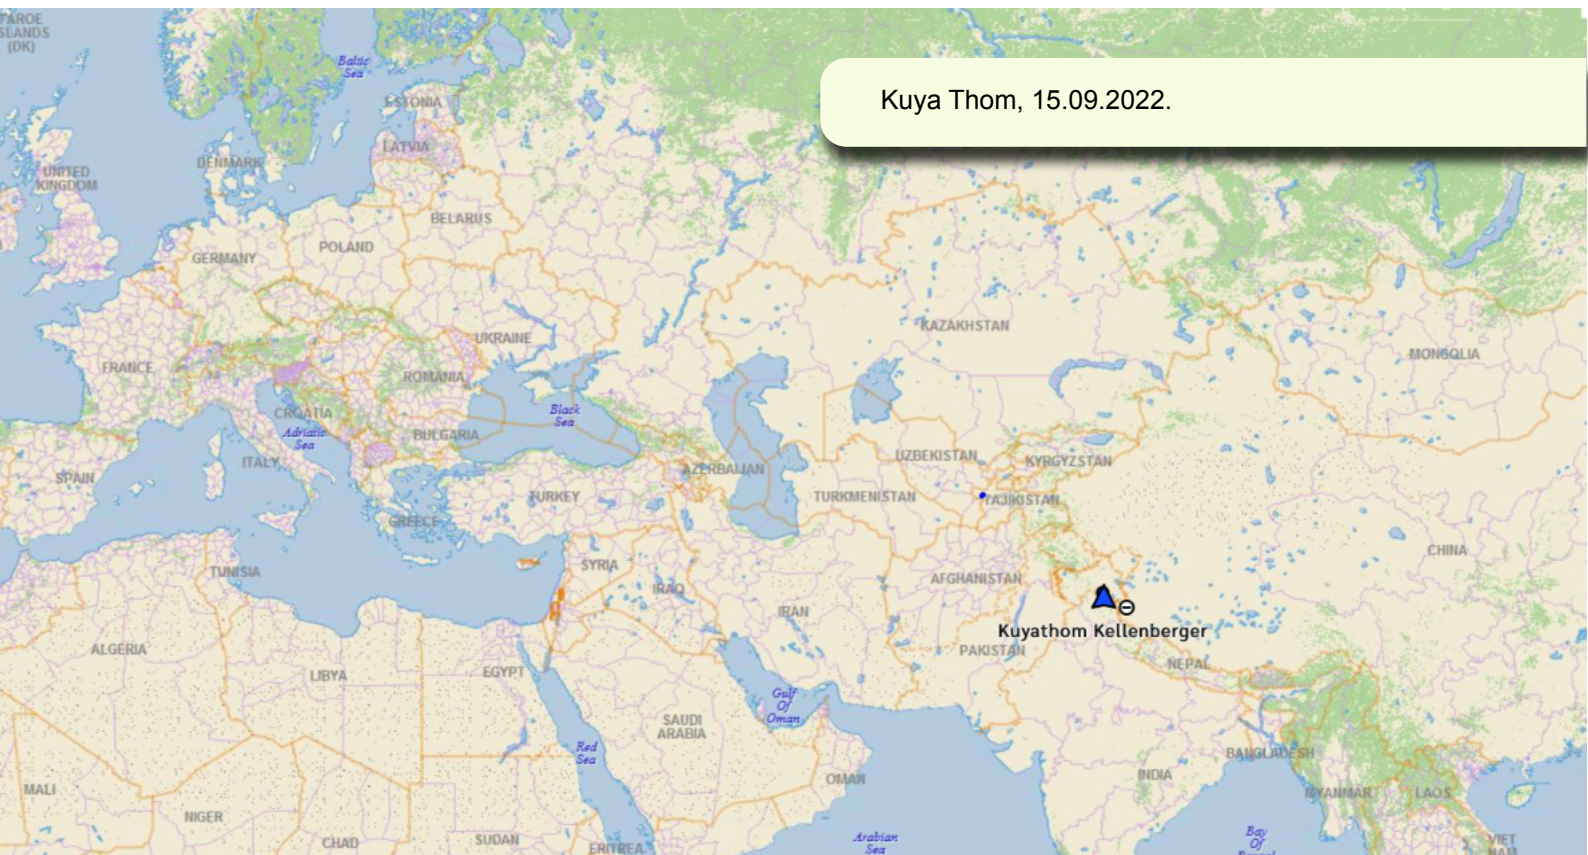 FAROE
ISLANDS
(DK)
Baltic
Sea
ESTONIA
Kuya Thom, 15.09.2022.
LATVIA
DENMARK
UNITED
KINGDOM
BELARUS
POLAND
GERMANY
UKRAINE
KAZAKHSTAN
MONGOLIA
FRANCE
ROMANIA
CROATIA
Black
Sea
Adriatic
Sea
BULGARIA
ITALY
SPAIN
AZERBAIJAN
UZBEKISTAN
KYRGYZSTAN
TURKEY
TURKMENISTAN
TAJIKISTAN
GREECE
CHINA
TUNISIA
SYRIA
IRAQ
AFGHANISTAN
IRAN
Kuyathom Kellenberger
ALGERIA
PAKISTAN
LIBYA
EGYPT
NEPAL
Gulf
Of
Oman
SAUDI
ARABIA
Red
Sea
BANGLADESH
OMAN
INDIA
MALI
MYANMAR
LAOS
NIGER
CHAD
SUDAN
ERITREA
Arabian
Sea
Bay
Of
Bengal
VIET
NAM